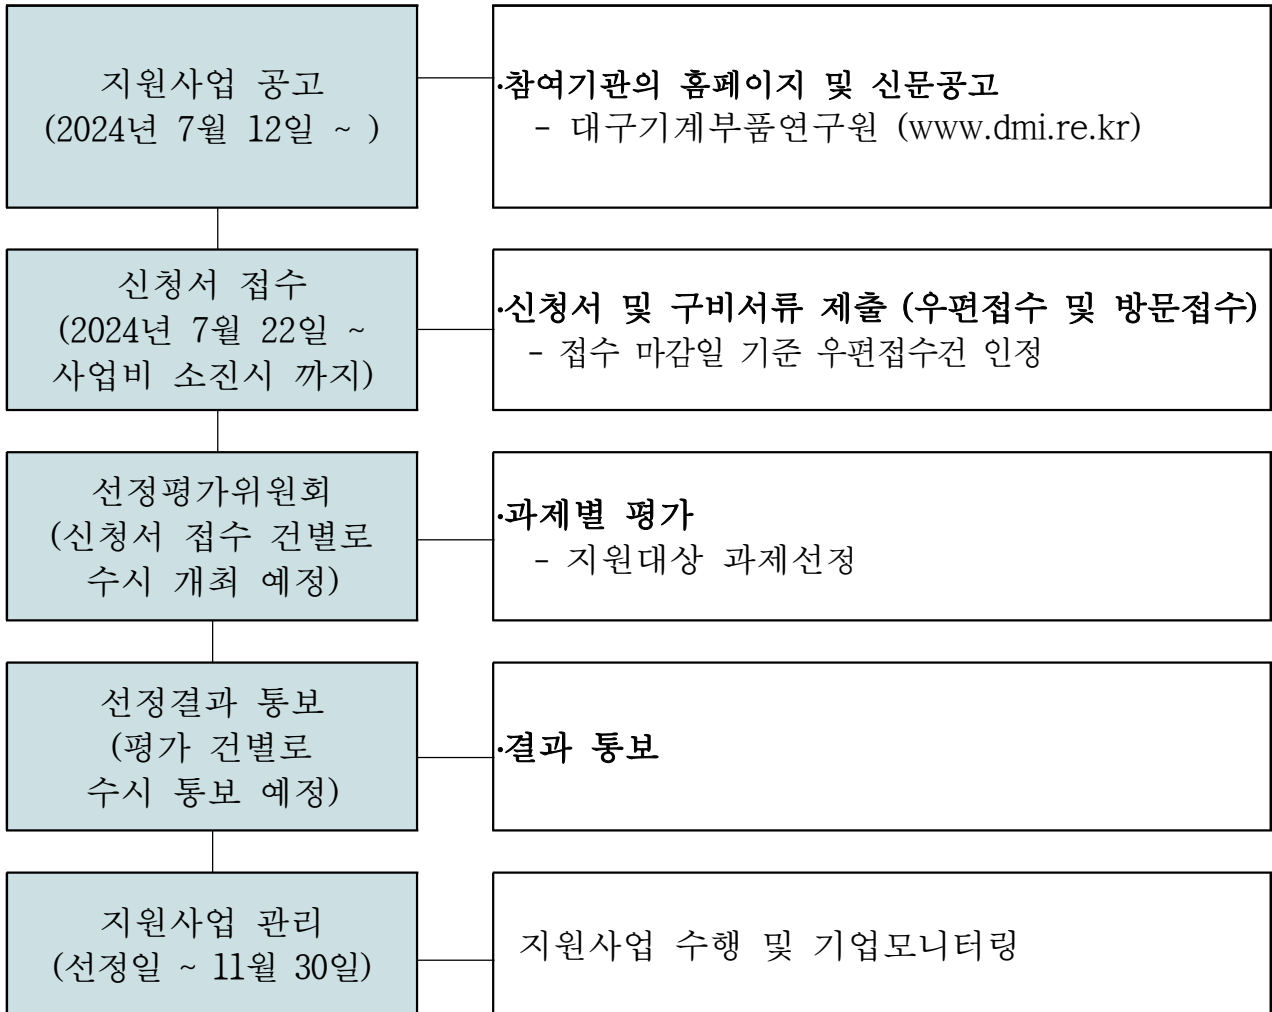 지원사업 공고
(2024년 7월 12일 ~ )
·참여기관의 홈페이지 및 신문공고
- 대구기계부품연구원 (www.dmi.re.kr)
신청서 접수
(2024년 7월 22일 ~
사업비 소진시 까지)
·신청서 및 구비서류 제출 (우편접수 및 방문접수)
- 접수 마감일 기준 우편접수건 인정
선정평가위원회
(신청서 접수 건별로
수시 개최 예정)
·과제별 평가
- 지원대상 과제선정
선정결과 통보
(평가 건별로
수시 통보 예정)
·결과 통보
지원사업 관리
(선정일 ~ 11월 30일)
지원사업 수행 및 기업모니터링